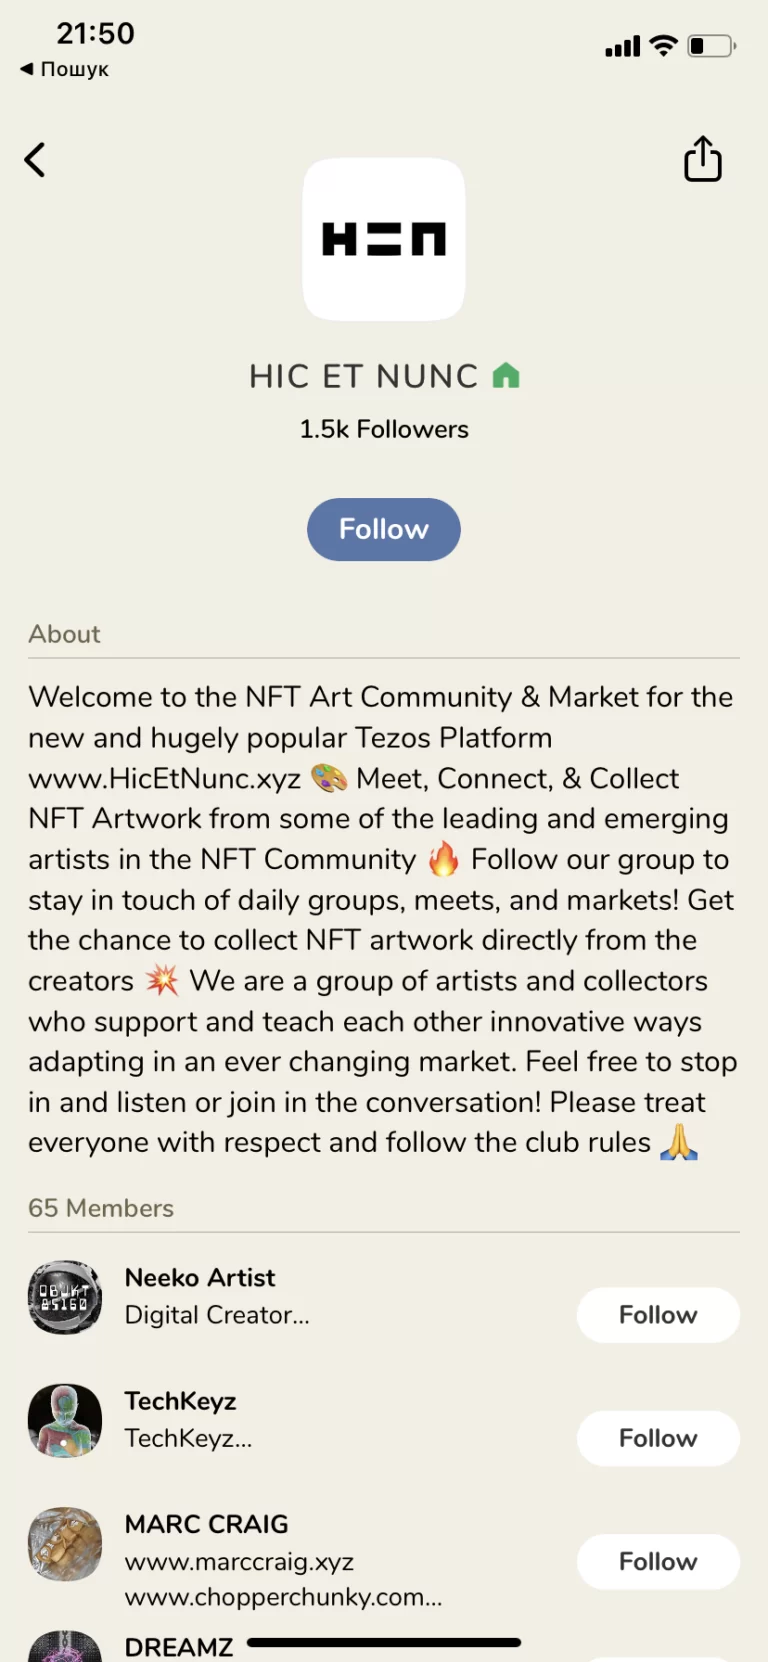 21:50
◀ Пошук
H=N
HIC ET NUNC
1.5k Followers
Follow
About
Welcome to the NFT Art Community & Market for the
new and hugely popular Tezos Platform
www.HicEtNunc.xyz 🎨 Meet, Connect, & Collect
NFT Artwork from some of the leading and emerging
artists in the NFT Community 🔥 Follow our group to
stay in touch of daily groups, meets, and markets! Get
the chance to collect NFT artwork directly from the
creators 💥 We are a group of artists and collectors
who support and teach each other innovative ways
adapting in an ever changing market. Feel free to stop
in and listen or join in the conversation! Please treat
everyone with respect and follow the club rules 🙏
65 Members
OBJKT
85160
Neeko Artist
Digital Creator...
Follow
TechKeyz
TechKeyz...
Follow
MARC CRAIG
www.marccraig.xyz
www.chopperchunky.com...
Follow
DREAMZ